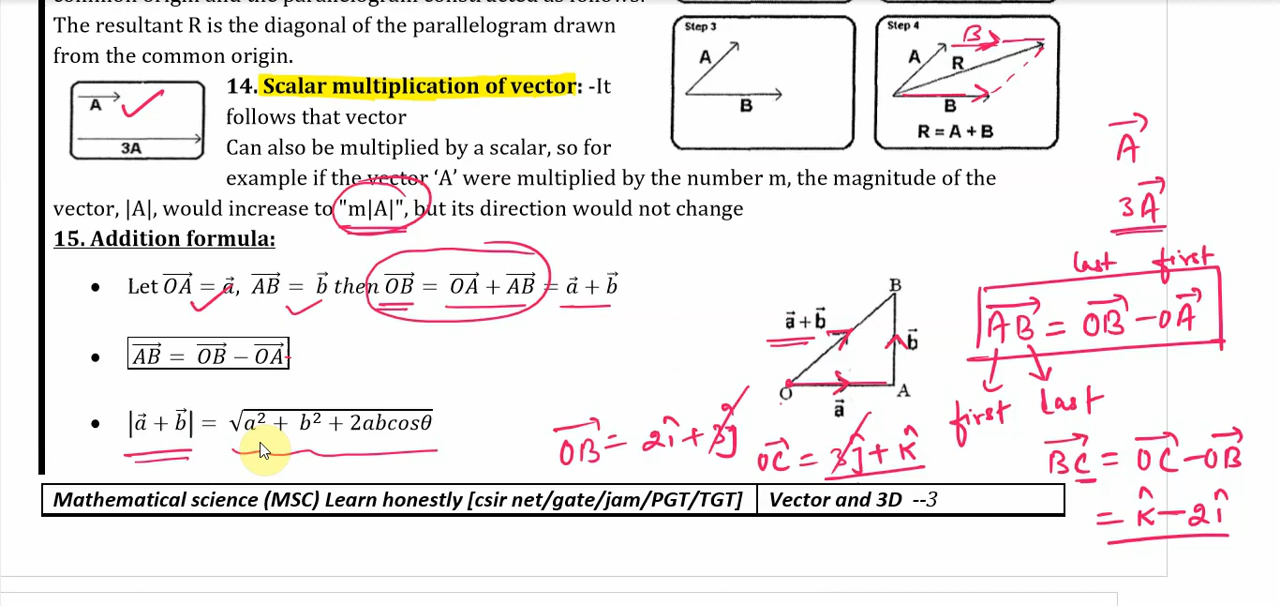 The resultant R is the diagonal of the parallelogram drawn
from the common origin.
A
3A
14. Scalar multiplication of vector: -It
follows that vector
Can also be multiplied by a scalar, so for
example if the vector 'A' were multiplied by the number m, the magnitude of the
vector, |A|, would increase to "m|A|", but its direction would not change
Step 3
A
B
Step 4
B
A
R
B
R = A + B
A⃗
3A⃗
15. Addition formula:
• Let OA⃗ = a⃗, AB⃗ = b⃗ then OB⃗ = OA⃗ + AB⃗ = a⃗ + b⃗
• AB⃗ = OB⃗ − OA⃗
• |a⃗ + b⃗| = √a² + b² + 2abcosθ
B
a⃗+b⃗
b⃗
O
A
a⃗
last first
AB⃗ = OB⃗ − OA⃗
first last
OB⃗ = 2î + 3ĵ
OC⃗ = 3ĵ + k̂
BC⃗ = OC⃗ − OB⃗
= k̂ − 2î
Mathematical science (MSC) Learn honestly [csir net/gate/jam/PGT/TGT] Vector and 3D --3